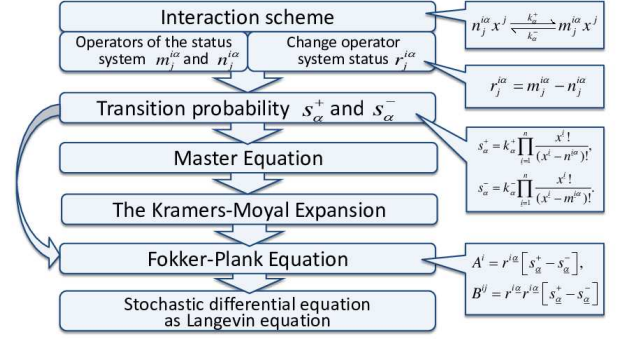 Interaction scheme
n_j^{iα} x^j ⇌ m_j^{iα} x^j
k_α^+
k_α^-
Operators of the status
system m_j^{iα} and n_j^{iα}
Change operator
system status r_j^{iα}
r_j^{iα} = m_j^{iα} − n_j^{iα}
Transition probability s_α^+ and s_α^-
s_α^+ = k_α^+ ∏_{i=1}^{n} x^i! / (x^i − n^{iα})!,
s_α^- = k_α^- ∏_{i=1}^{n} x^i! / (x^i − m^{iα})!.
Master Equation
The Kramers-Moyal Expansion
Fokker-Plank Equation
A^i = r^{iα̲} [s_α̲^+ − s_α̲^-],
B^{ij} = r^{iα̲} r^{jα̲} [s_α̲^+ − s_α̲^-]
Stochastic differential equation
as Langevin equation